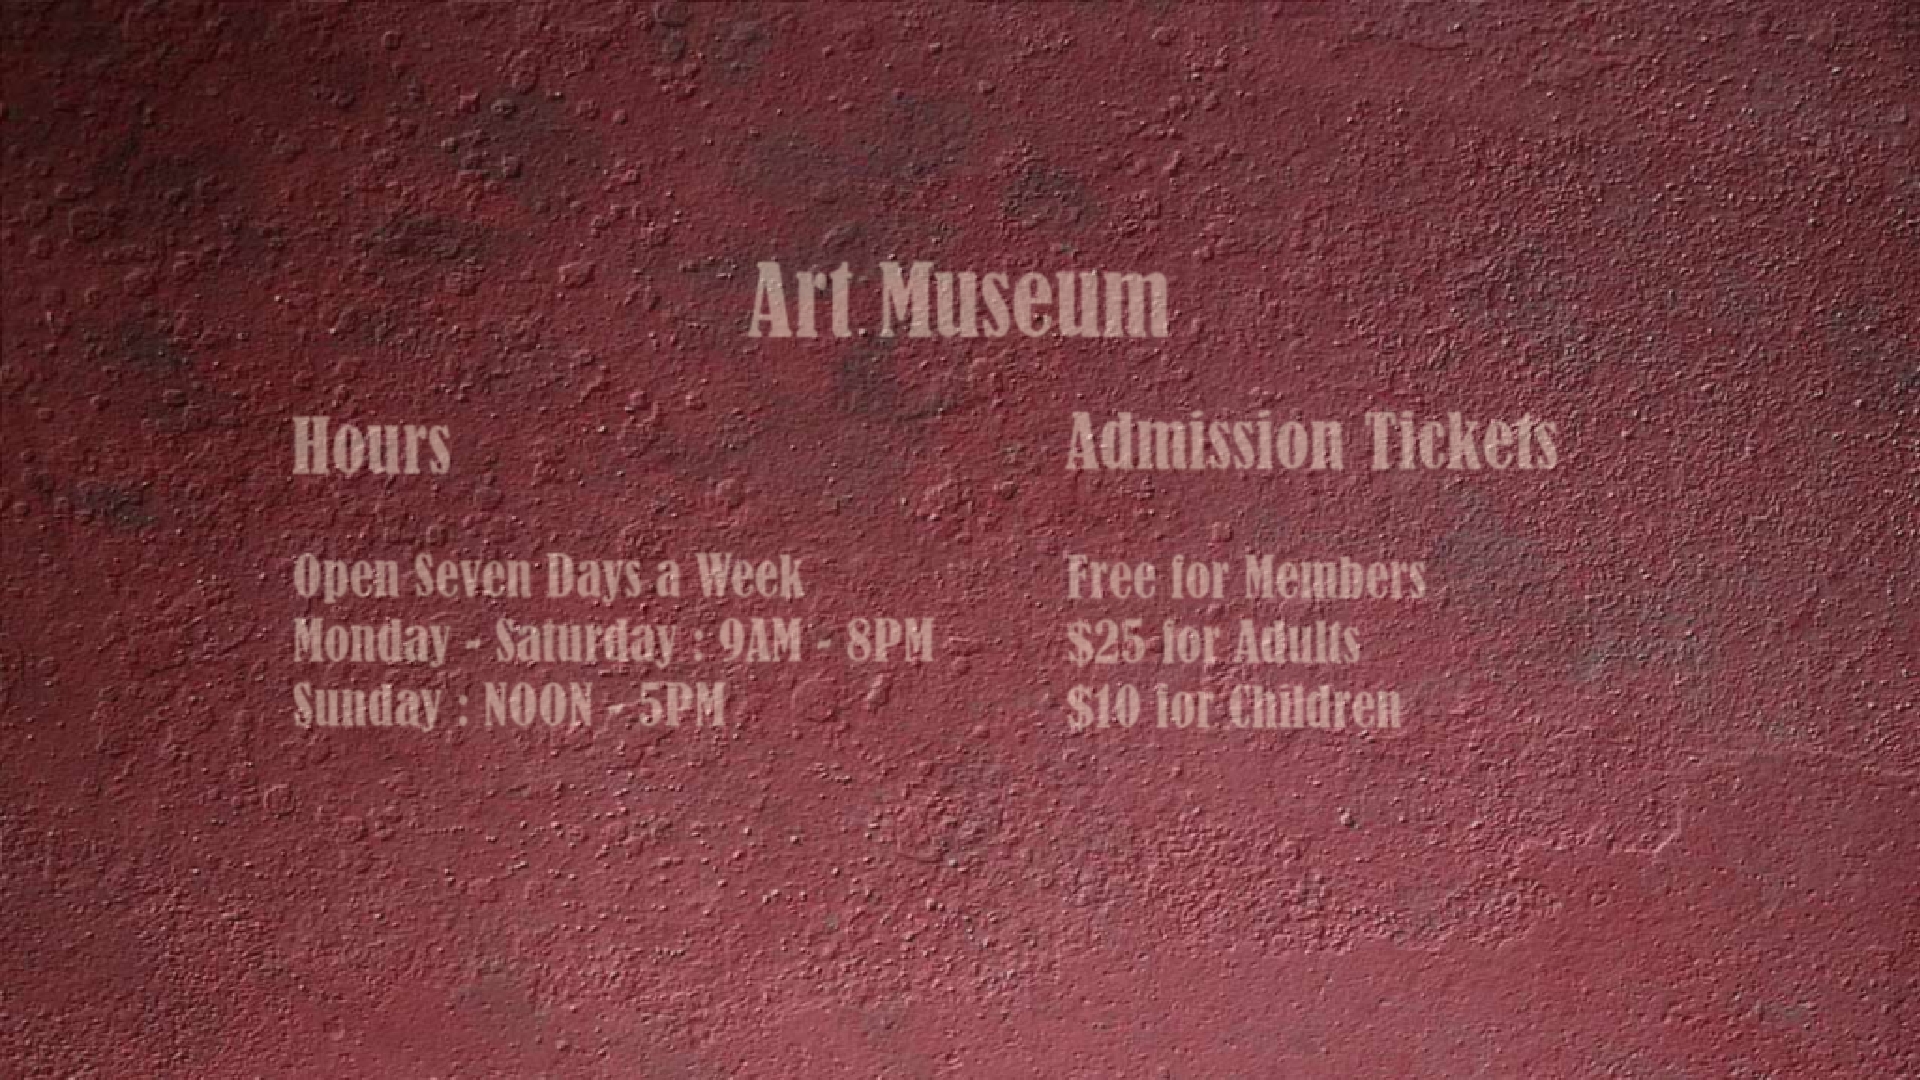 Art Museum
Hours
Open Seven Days a Week
Monday - Saturday : 9AM - 8PM
Sunday : NOON - 5PM
Admission Tickets
Free for Members
$25 for Adults
$10 for Children